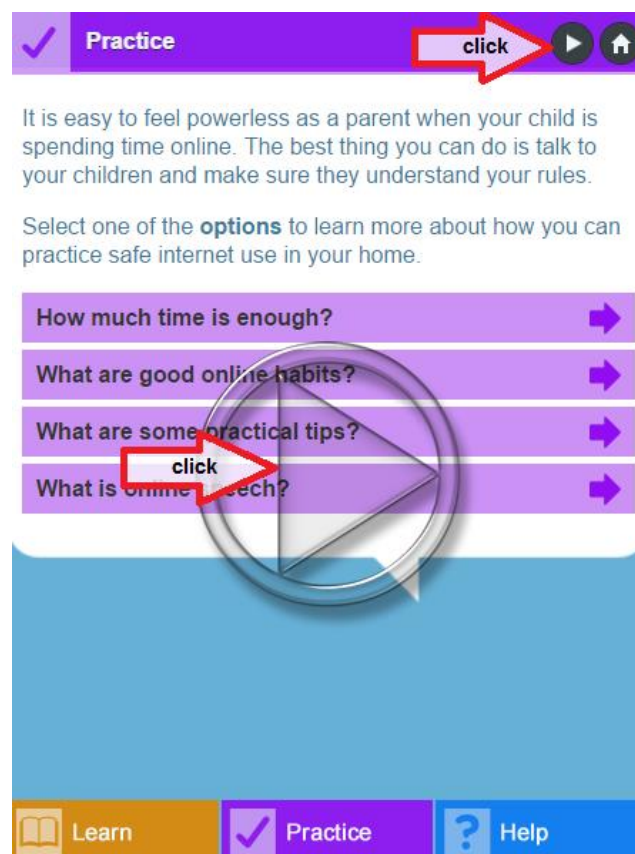 Practice
click
It is easy to feel powerless as a parent when your child is
spending time online. The best thing you can do is talk to
your children and make sure they understand your rules.
Select one of the options to learn more about how you can
practice safe internet use in your home.
How much time is enough?
What are good online habits?
What are some practical tips?
click
What is online speech?
Learn
Practice
? Help